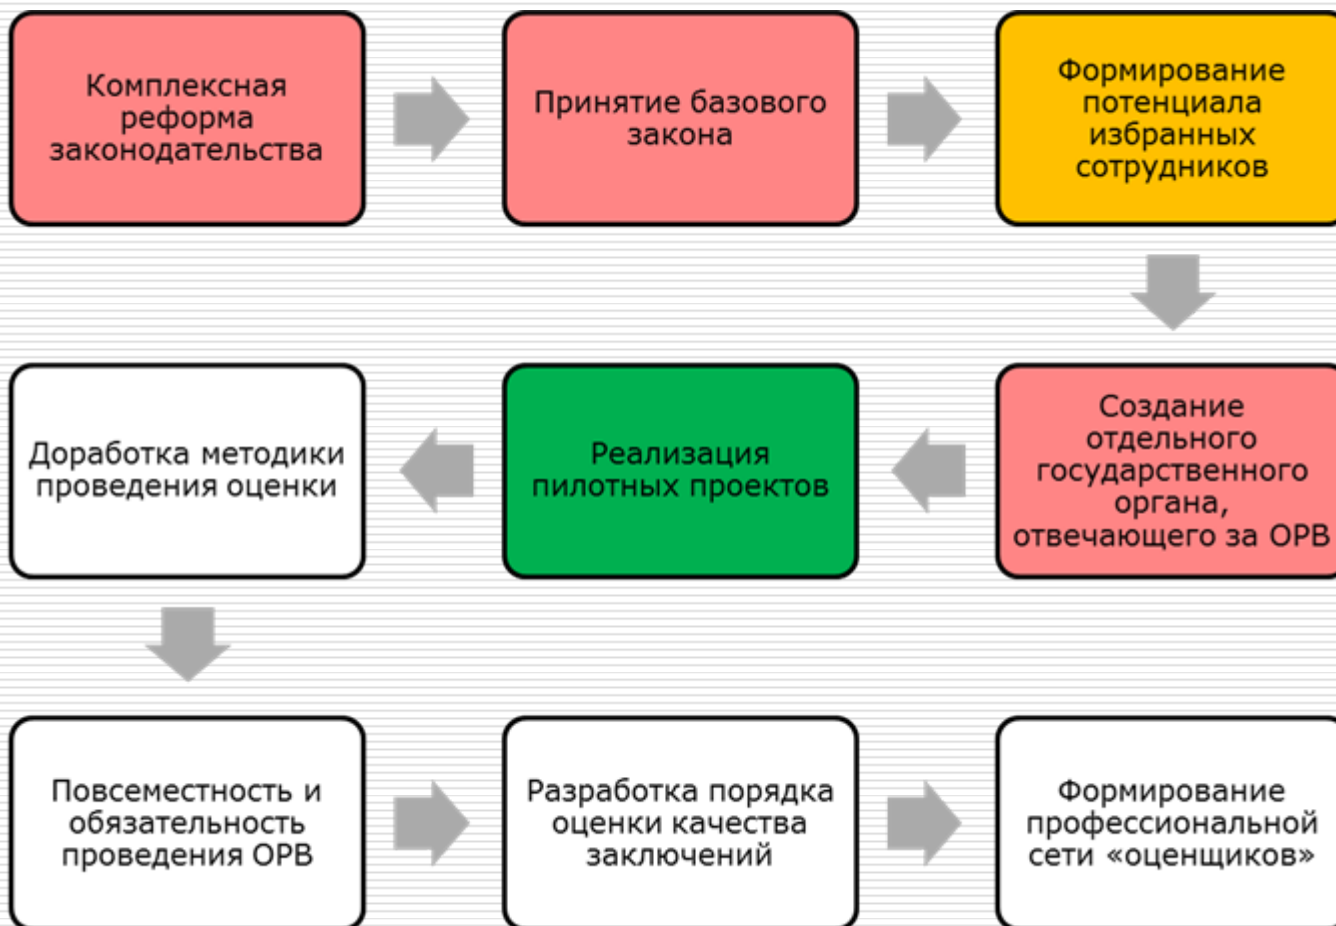 Комплексная
реформа
законодательства
Принятие базового
закона
Формирование
потенциала
избранных
сотрудников
Создание
отдельного
государственного
органа,
отвечающего за ОРВ
Реализация
пилотных проектов
Доработка методики
проведения оценки
Повсеместность и
обязательность
проведения ОРВ
Разработка порядка
оценки качества
заключений
Формирование
профессиональной
сети «оценщиков»